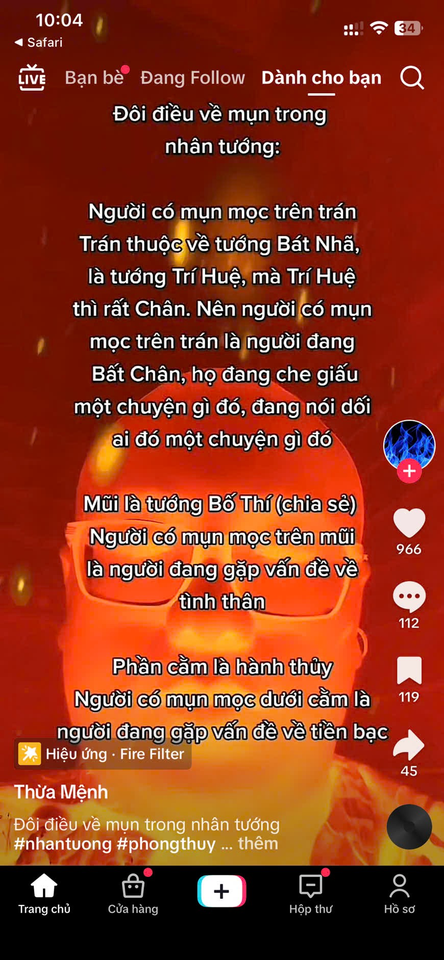 10:04
34
◀ Safari
LIVE
Bạn bè
Đang Follow
Dành cho bạn
Đôi điều về mụn trong
nhân tướng:
Người có mụn mọc trên trán
Trán thuộc về tướng Bát Nhã,
là tướng Trí Huệ, mà Trí Huệ
thì rất Chân. Nên người có mụn
mọc trên trán là người đang
Bất Chân, họ đang che giấu
một chuyện gì đó, đang nói dối
ai đó một chuyện gì đó
Mũi là tướng Bố Thí (chia sẻ)
Người có mụn mọc trên mũi
là người đang gặp vấn đề về
tình thân
Phần cằm là hành thủy
Người có mụn mọc dưới cằm là
người đang gặp vấn đề về tiền bạc
966
112
119
45
Hiệu ứng · Fire Filter
Thừa Mệnh
Đôi điều về mụn trong nhân tướng
#nhantuong #phongthuy ... thêm
Trang chủ
Cửa hàng
Hộp thư
Hồ sơ